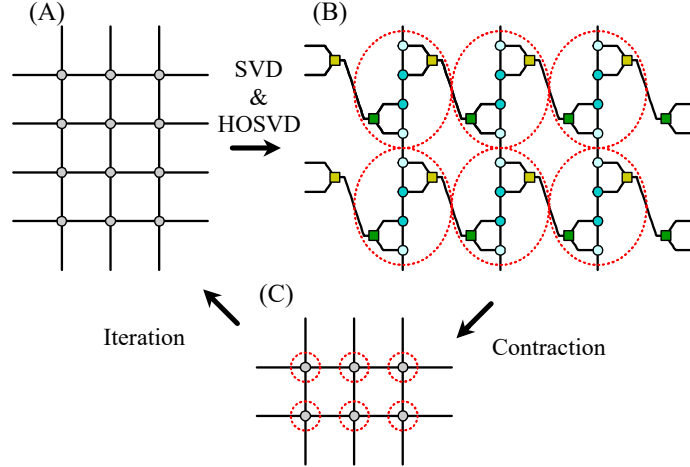 (A)
SVD
&
HOSVD
(B)
(C)
Iteration
Contraction